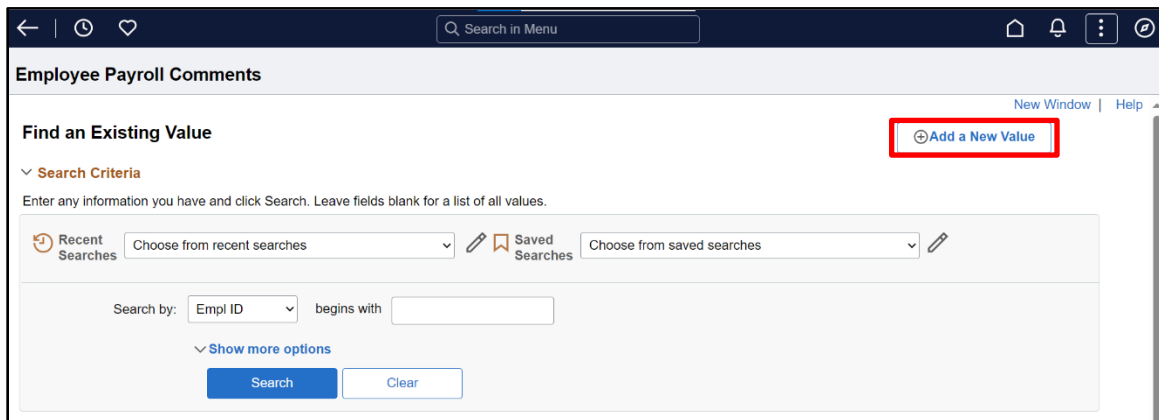 Search in Menu
Employee Payroll Comments
New Window | Help
Find an Existing Value
Add a New Value
Search Criteria
Enter any information you have and click Search. Leave fields blank for a list of all values.
Recent Searches Choose from recent searches Saved Searches Choose from saved searches
Search by: Empl ID begins with
Show more options
Search Clear